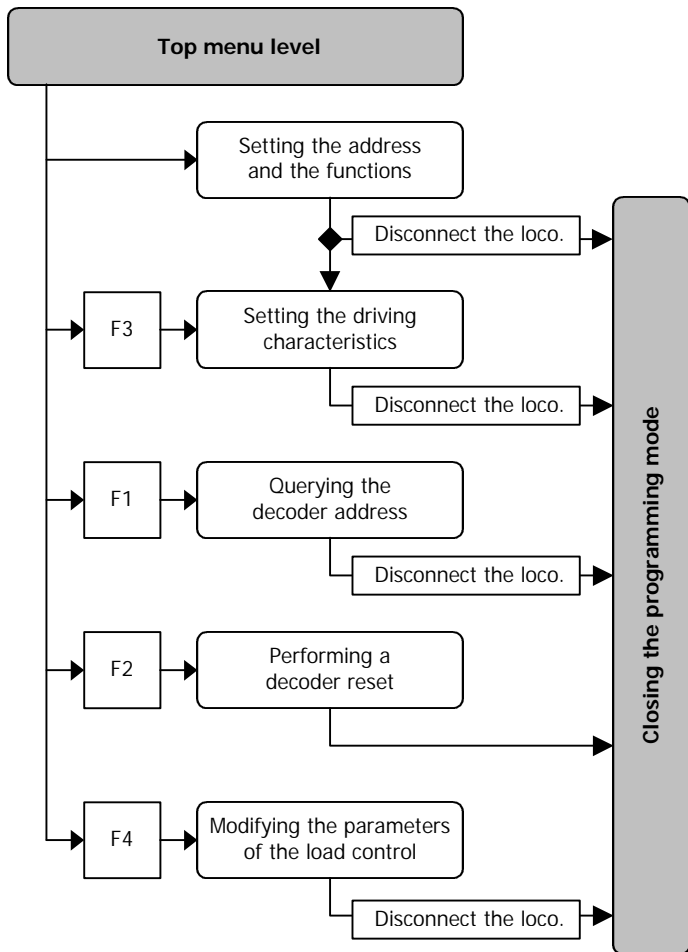 Top menu level
Setting the address
and the functions
Disconnect the loco.
F3
Setting the driving
characteristics
Disconnect the loco.
F1
Querying the
decoder address
Disconnect the loco.
F2
Performing a
decoder reset
F4
Modifying the parameters
of the load control
Disconnect the loco.
Closing the programming mode